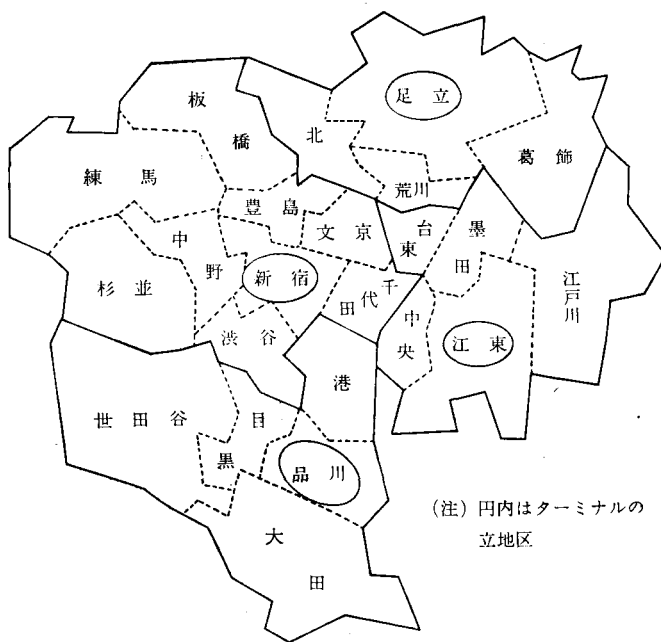 足立
板橋
北
葛飾
練馬
荒川
豊島
文京
台東
墨田
中野
新宿
杉並
千代田
江戸川
渋谷
中央
江東
港
世田谷
目黒
品川
大田
(注) 円内はターミナルの
立地区